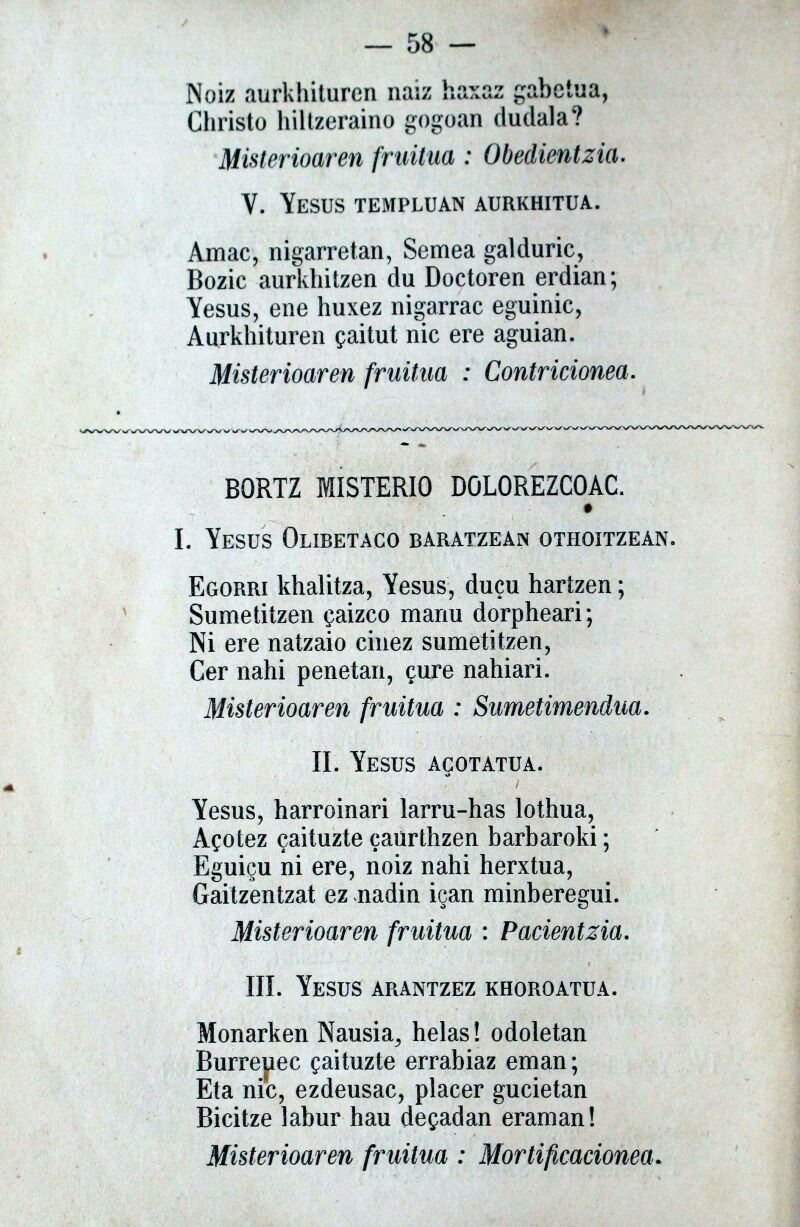 — 58 —
Noiz aurkhituren naiz haxaz gabetua,
Christo hiltzeraino gogoan dudala?
Misterioaren fruitua : Obedientzia.
V. YESUS TEMPLUAN AURKHITUA.
Amac, nigarretan, Semea galduric,
Bozic aurkhitzen du Doctoren erdian;
Yesus, ene huxez nigarrac eguinic,
Aurkhituren çaitut nic ere aguian.
Misterioaren fruitua : Contricionea.
BORTZ MISTERIO DOLOREZCOAC.
I. YESUS OLIBETACO BARATZEAN OTHOITZEAN.
EGORRI khalitza, Yesus, duçu hartzen;
Sumetitzen çaizco manu dorpheari;
Ni ere natzaio cinez sumetitzen,
Cer nahi penetan, çure nahiari.
Misterioaren fruitua : Sumetimendua.
II. YESUS AÇOTATUA.
Yesus, harroinari larru-has lothua,
Açotez çaituzte çaurthzen barbaroki;
Eguiçu ni ere, noiz nahi herxtua,
Gaitzentzat ez nadin içan minberegui.
Misterioaren fruitua : Pacientzia.
III. YESUS ARANTZEZ KHOROATUA.
Monarken Nausia, helas! odoletan
Burreuec çaituzte errabiaz eman;
Eta nic, ezdeusac, placer gucietan
Bicitze labur hau deçadan eraman!
Misterioaren fruitua : Mortificacionea.